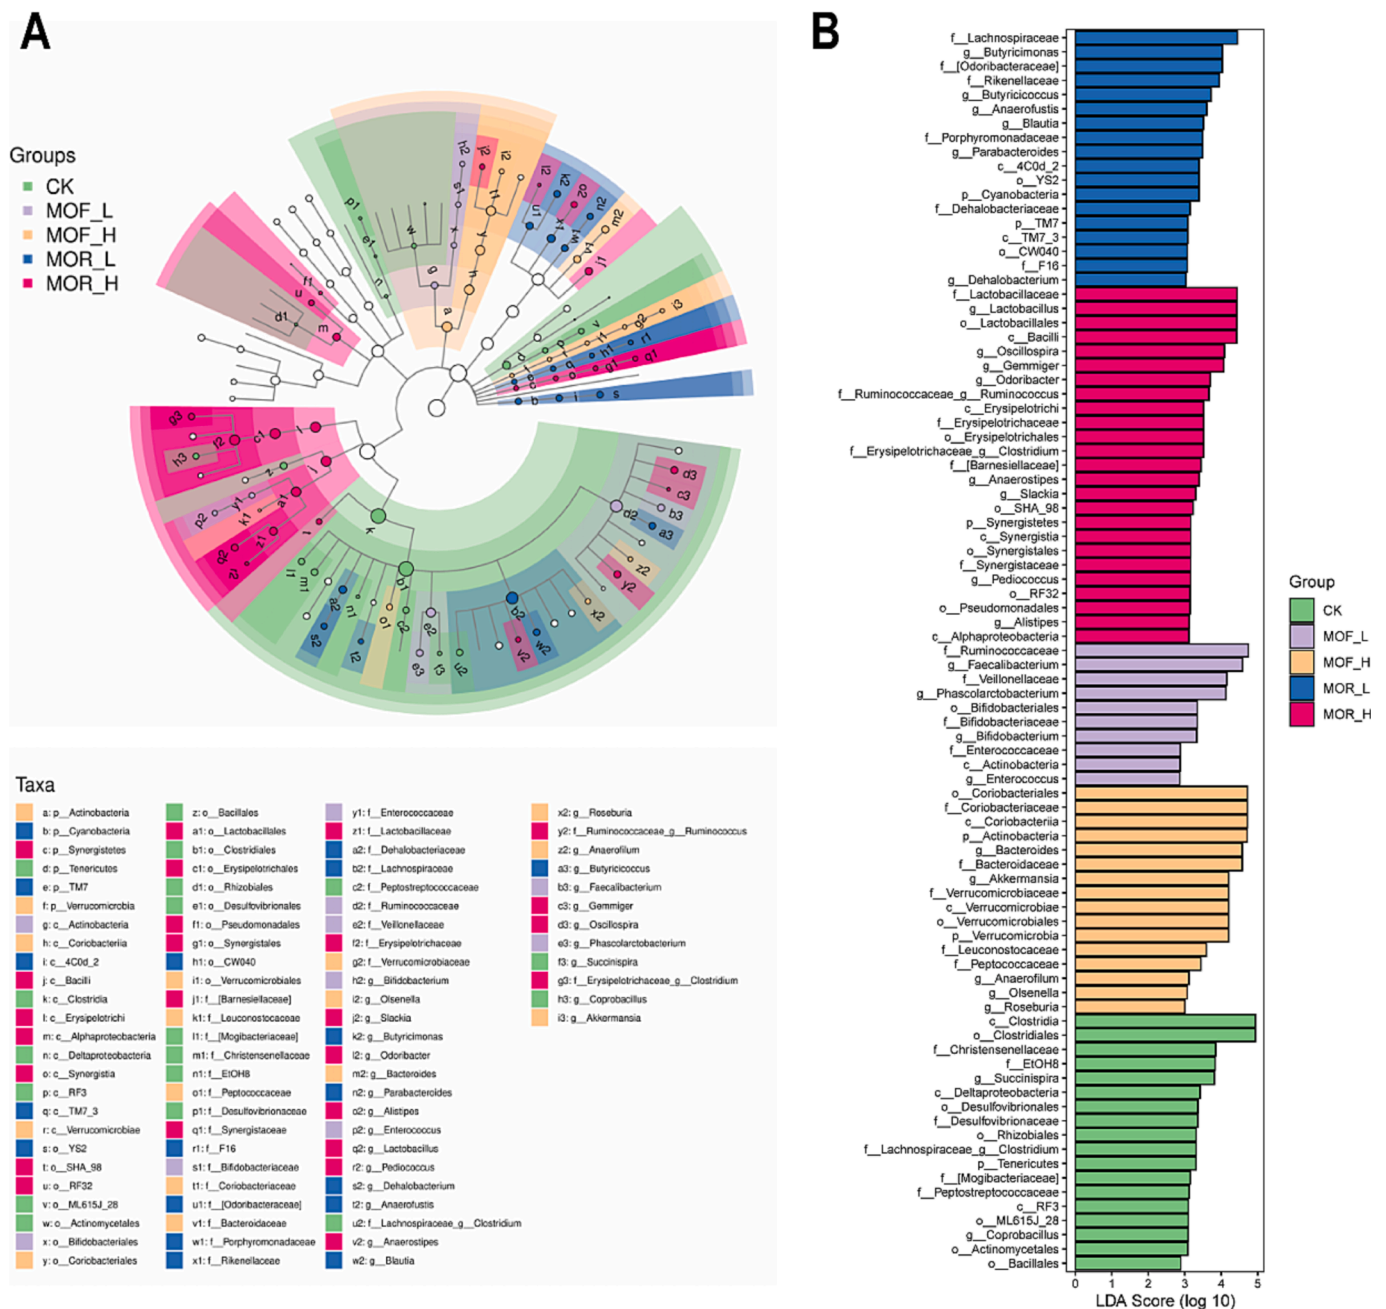 A
Groups
CK
MOF_L
MOF_H
MOR_L
MOR_H
Taxa
a: p__Actinobacteria
b: p__Cyanobacteria
c: p__Synergistetes
d: p__Tenericutes
e: p__TM7
f: p__Verrucomicrobia
g: c__Actinobacteria
h: c__Coriobacteriia
i: c__4C0d_2
j: c__Bacilli
k: c__Clostridia
l: c__Erysipelotrichi
m: c__Alphaproteobacteria
n: c__Deltaproteobacteria
o: c__Synergistia
p: c__RF3
q: c__TM7_3
r: c__Verrucomicrobiae
s: o__YS2
t: o__SHA_98
u: o__RF32
v: o__ML615J_28
w: o__Actinomycetales
x: o__Bifidobacteriales
y: o__Coriobacteriales
z: o__Bacillales
a1: o__Lactobacillales
b1: o__Clostridiales
c1: o__Erysipelotrichales
d1: o__Rhizobiales
e1: o__Desulfovibrionales
f1: o__Pseudomonadales
g1: o__Synergistales
h1: o__CW040
i1: o__Verrucomicrobiales
j1: f__[Barnesiellaceae]
k1: f__Leuconostocaceae
l1: f__[Mogibacteriaceae]
m1: f__Christensenellaceae
n1: f__EtOH8
o1: f__Peptococcaceae
p1: f__Desulfovibrionaceae
q1: f__Synergistaceae
r1: f__F16
s1: f__Bifidobacteriaceae
t1: f__Coriobacteriaceae
u1: f__[Odoribacteraceae]
v1: f__Bacteroidaceae
w1: f__Porphyromonadaceae
x1: f__Rikenellaceae
y1: f__Enterococcaceae
z1: f__Lactobacillaceae
a2: f__Dehalobacteriaceae
b2: f__Lachnospiraceae
c2: f__Peptostreptococcaceae
d2: f__Ruminococcaceae
e2: f__Veillonellaceae
f2: f__Erysipelotrichaceae
g2: f__Verrucomicrobiaceae
h2: g__Bifidobacterium
i2: g__Olsenella
j2: g__Slackia
k2: g__Butyricimonas
l2: g__Odoribacter
m2: g__Bacteroides
n2: g__Parabacteroides
o2: g__Alistipes
p2: g__Enterococcus
q2: g__Lactobacillus
r2: g__Pediococcus
s2: g__Dehalobacterium
t2: g__Anaerofustis
u2: f__Lachnospiraceae_g__Clostridium
v2: g__Anaerostipes
w2: g__Blautia
x2: g__Roseburia
y2: f__Ruminococcaceae_g__Ruminococcus
z2: g__Anaerofilum
a3: g__Butyricicoccus
b3: g__Faecalibacterium
c3: g__Gemmiger
d3: g__Oscillospira
e3: g__Phascolarctobacterium
f3: g__Succinispira
g3: f__Erysipelotrichaceae_g__Clostridium
h3: g__Coprobacillus
i3: g__Akkermansia
B
f__Lachnospiraceae
g__Butyricimonas
f__[Odoribacteraceae]
f__Rikenellaceae
g__Butyricicoccus
g__Anaerofustis
g__Blautia
f__Porphyromonadaceae
g__Parabacteroides
c__4C0d_2
o__YS2
p__Cyanobacteria
f__Dehalobacteriaceae
p__TM7
c__TM7_3
o__CW040
f__F16
g__Dehalobacterium
f__Lactobacillaceae
g__Lactobacillus
o__Lactobacillales
c__Bacilli
g__Oscillospira
g__Gemmiger
g__Odoribacter
f__Ruminococcaceae_g__Ruminococcus
c__Erysipelotrichi
f__Erysipelotrichaceae
o__Erysipelotrichales
f__Erysipelotrichaceae_g__Clostridium
f__[Barnesiellaceae]
g__Anaerostipes
g__Slackia
o__SHA_98
p__Synergistetes
c__Synergistia
o__Synergistales
f__Synergistaceae
g__Pediococcus
o__RF32
o__Pseudomonadales
g__Alistipes
c__Alphaproteobacteria
f__Ruminococcaceae
g__Faecalibacterium
f__Veillonellaceae
g__Phascolarctobacterium
o__Bifidobacteriales
f__Bifidobacteriaceae
g__Bifidobacterium
f__Enterococcaceae
c__Actinobacteria
g__Enterococcus
o__Coriobacteriales
f__Coriobacteriaceae
c__Coriobacteriia
p__Actinobacteria
g__Bacteroides
f__Bacteroidaceae
g__Akkermansia
f__Verrucomicrobiaceae
c__Verrucomicrobiae
o__Verrucomicrobiales
p__Verrucomicrobia
f__Leuconostocaceae
f__Peptococcaceae
g__Anaerofilum
g__Olsenella
g__Roseburia
c__Clostridia
o__Clostridiales
f__Christensenellaceae
f__EtOH8
g__Succinispira
c__Deltaproteobacteria
o__Desulfovibrionales
f__Desulfovibrionaceae
o__Rhizobiales
f__Lachnospiraceae_g__Clostridium
p__Tenericutes
f__[Mogibacteriaceae]
f__Peptostreptococcaceae
c__RF3
o__ML615J_28
g__Coprobacillus
o__Actinomycetales
o__Bacillales
0 1 2 3 4 5
LDA Score (log 10)
Group
CK
MOF_L
MOF_H
MOR_L
MOR_H